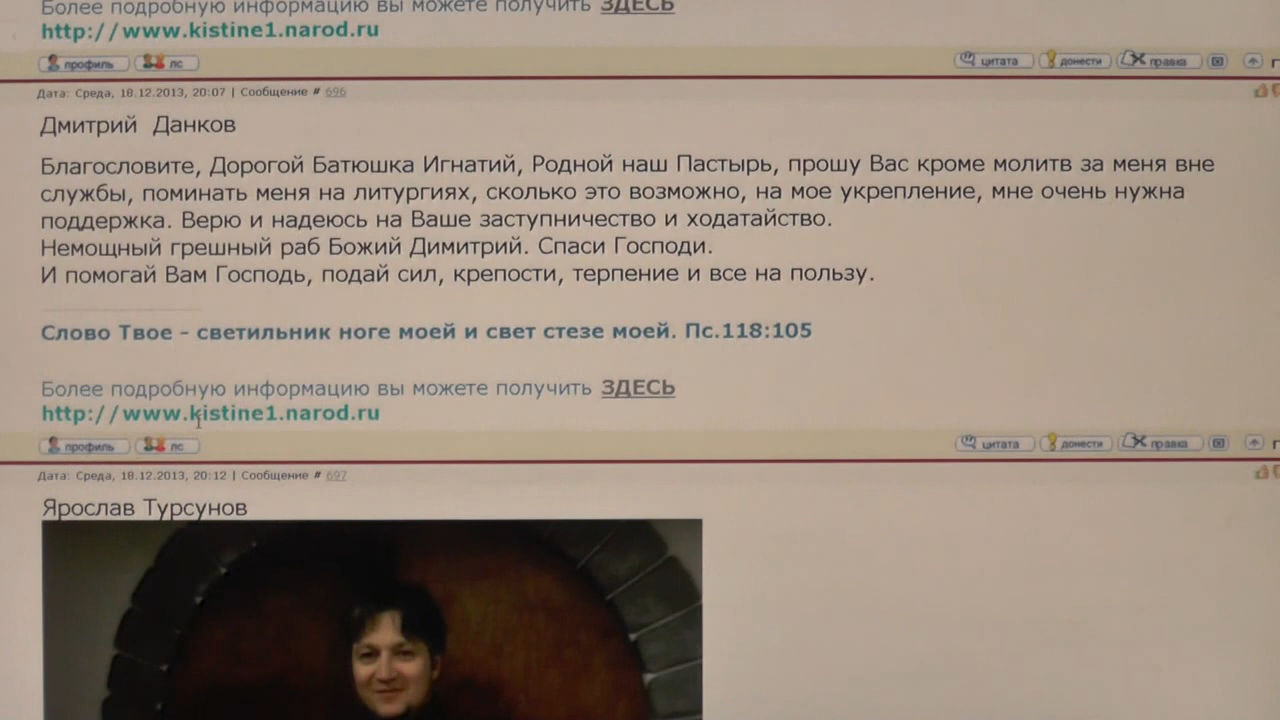 Более подробную информацию вы можете получить ЗДЕСЬ
http://www.kistine1.narod.ru
профиль лс цитата донести правка
Дата: Среда, 18.12.2013, 20:07 | Сообщение # 696
Дмитрий Данков
Благословите, Дорогой Батюшка Игнатий, Родной наш Пастырь, прошу Вас кроме молитв за меня вне
службы, поминать меня на литургиях, сколько это возможно, на мое укрепление, мне очень нужна
поддержка. Верю и надеюсь на Ваше заступничество и ходатайство.
Немощный грешный раб Божий Димитрий. Спаси Господи.
И помогай Вам Господь, подай сил, крепости, терпение и все на пользу.
Слово Твое - светильник ноге моей и свет стезе моей. Пс.118:105
Более подробную информацию вы можете получить ЗДЕСЬ
http://www.kistine1.narod.ru
профиль лс цитата донести правка
Дата: Среда, 18.12.2013, 20:12 | Сообщение # 697
Ярослав Турсунов